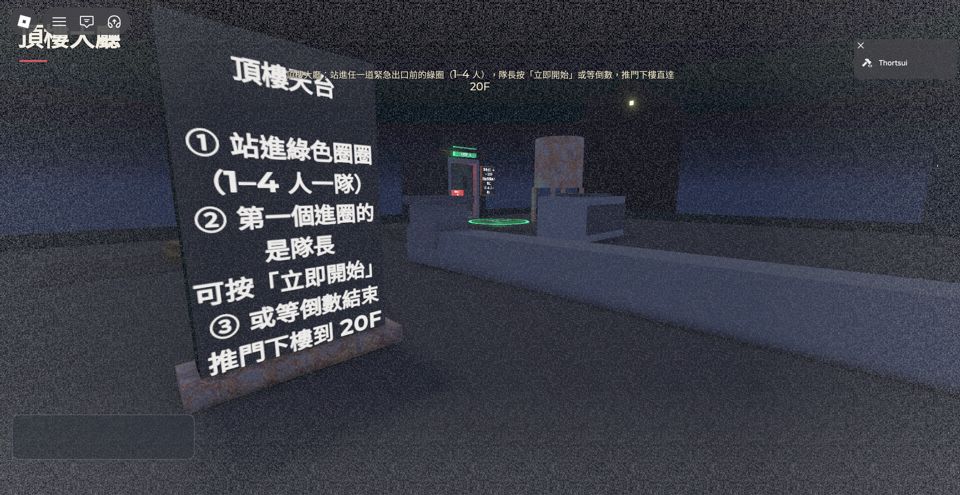 頂樓大廳
Thortsui
頂樓大廳：站進任一道緊急出口前的綠圈（1–4 人），隊長按「立即開始」或等倒數，推門下樓直達
20F
頂樓天台
① 站進綠色圈圈
（1–4 人一隊）
② 第一個進圈的
是隊長
可按「立即開始」
③ 或等倒數結束
推門下樓到 20F